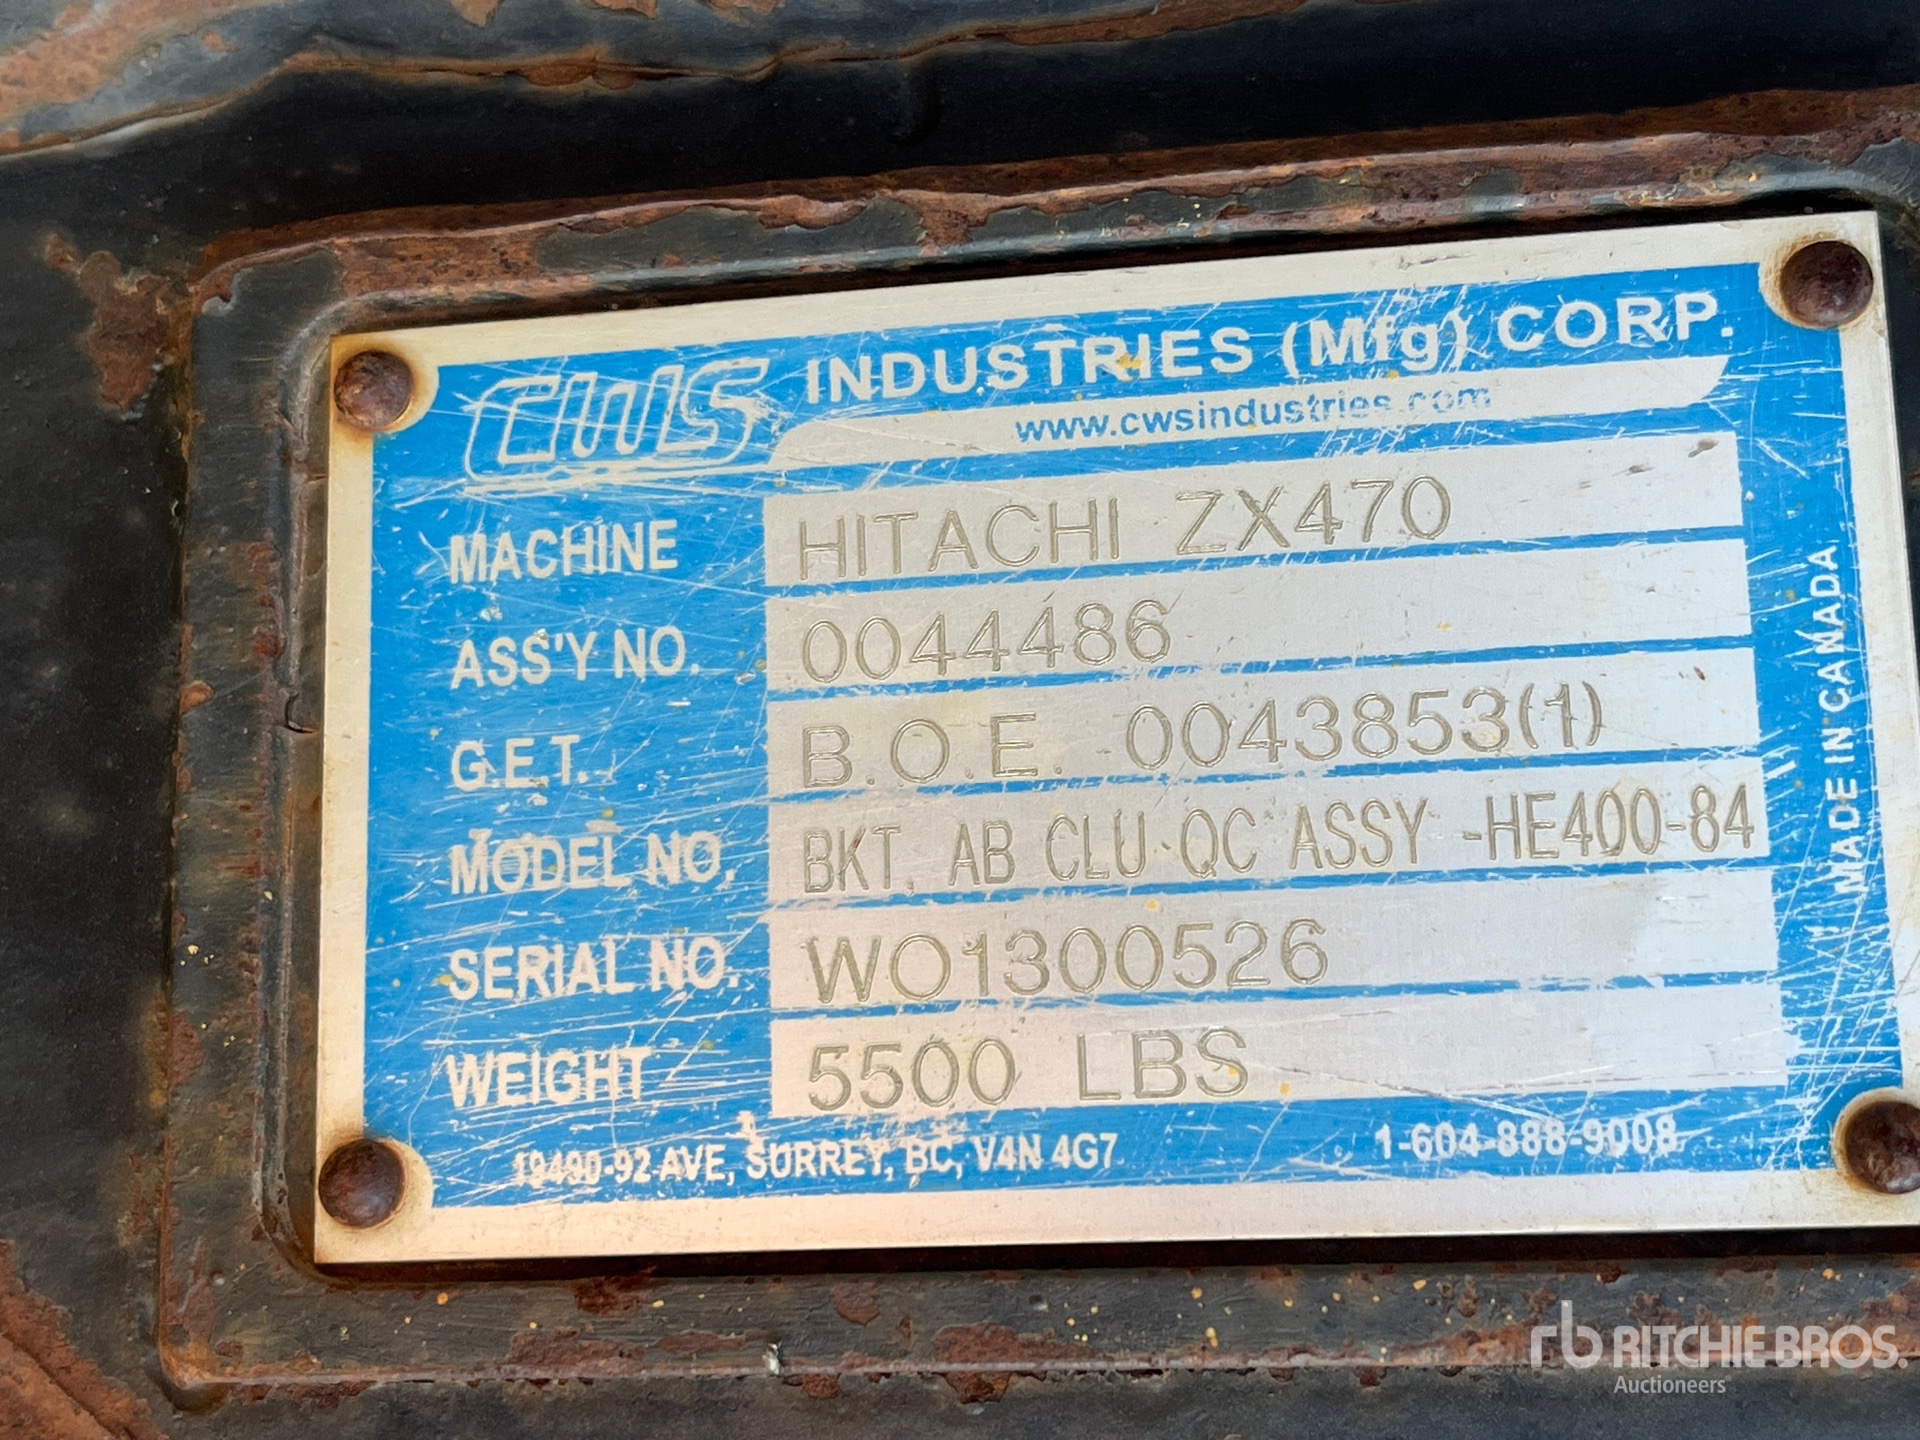 CWS INDUSTRIES (Mfg) CORP.
www.cwsindustries.com
MACHINE HITACHI ZX470
ASS'Y NO. 0044486
G.E.T. B.O.E. 0043853(1)
MODEL NO. BKT, AB CLU QC ASSY -HE400-84
SERIAL NO. WO1300526
WEIGHT 5500 LBS
19490-92 AVE, SURREY, BC, V4N 4G7 1-604-888-9008
MADE IN CANADA
rb RITCHIE BROS.
Auctioneers